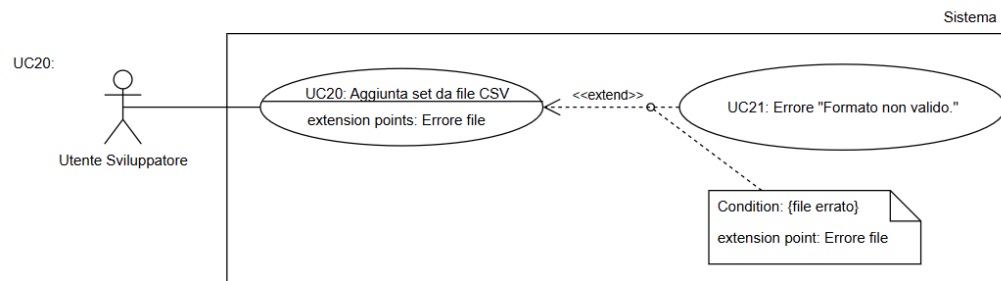 Sistema
UC20:
UC20: Aggiunta set da file CSV
extension points: Errore file
<<extend>>
UC21: Errore "Formato non valido."
Utente Sviluppatore
Condition: {file errato}
extension point: Errore file